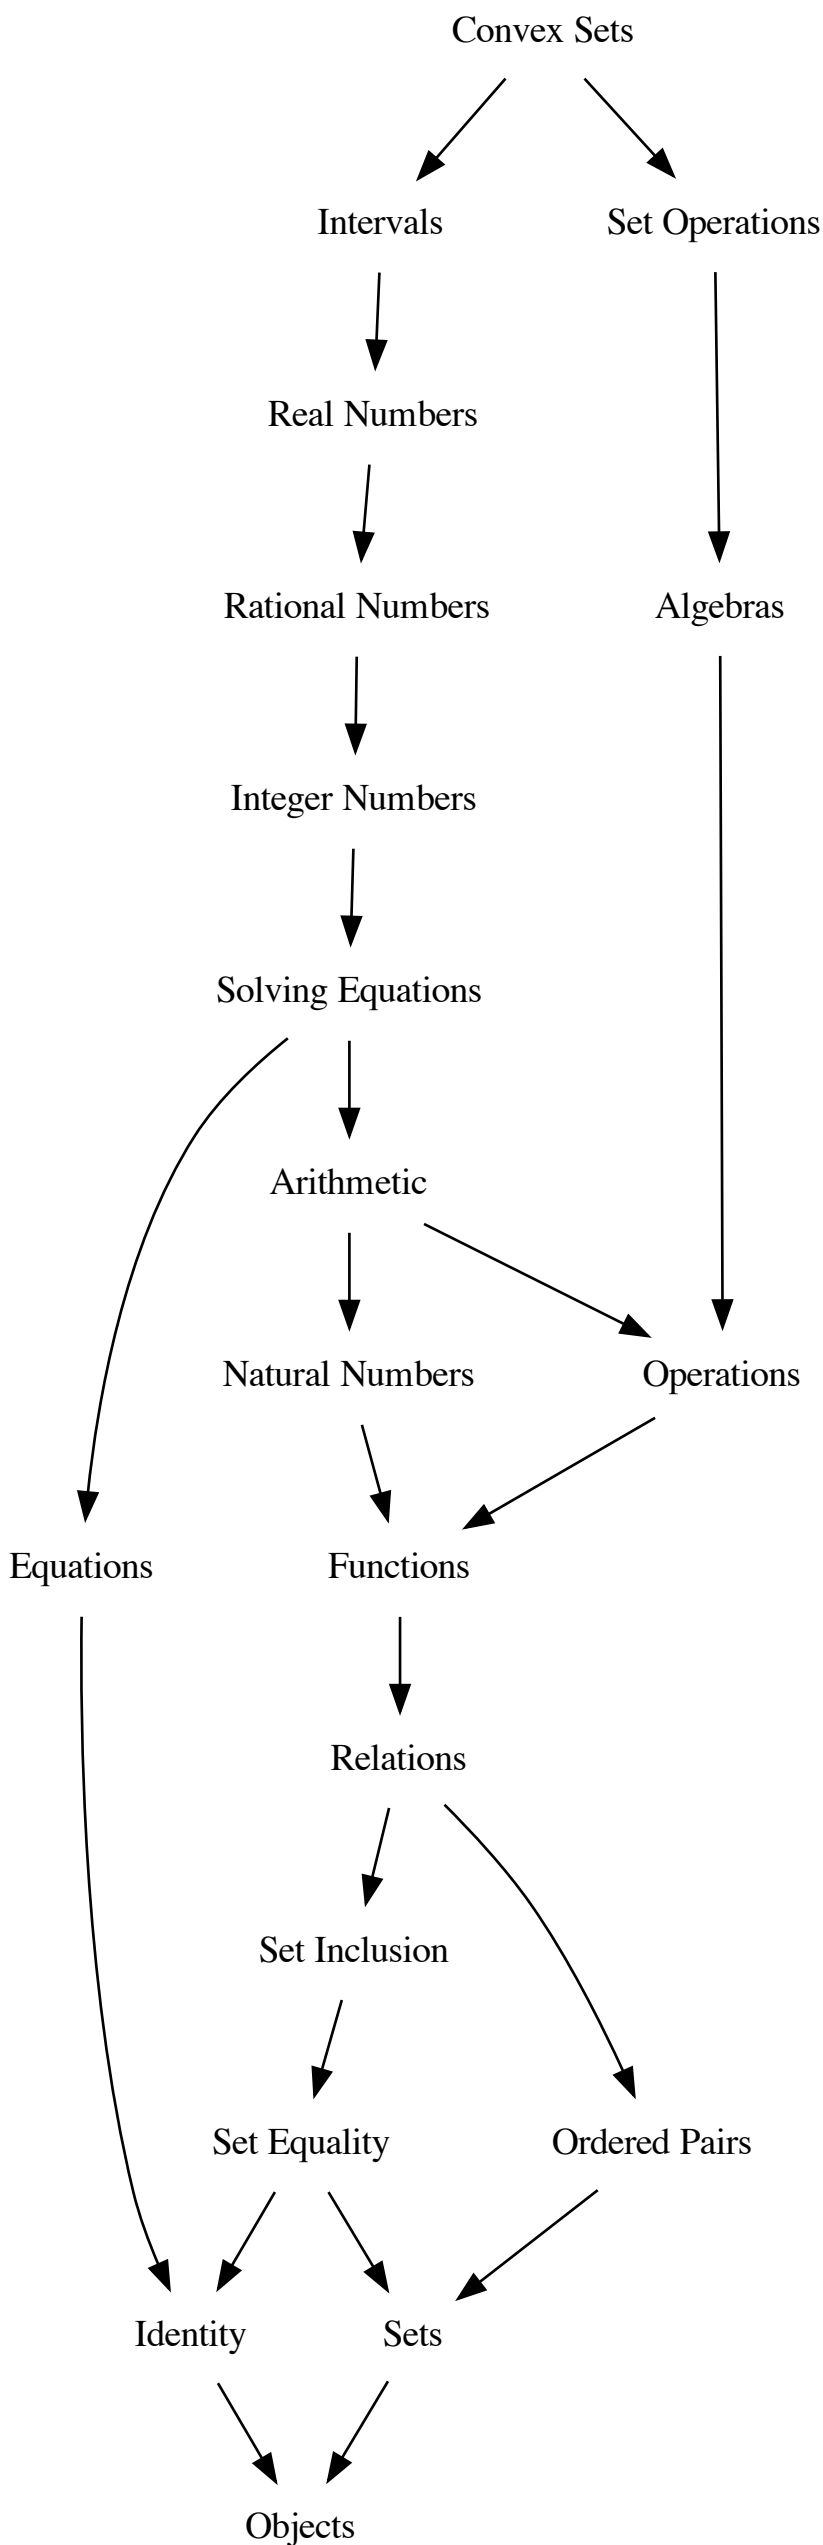 Convex Sets
Intervals
Set Operations
Real Numbers
Rational Numbers
Algebras
Integer Numbers
Solving Equations
Arithmetic
Natural Numbers
Operations
Equations
Functions
Relations
Set Inclusion
Set Equality
Ordered Pairs
Identity
Sets
Objects